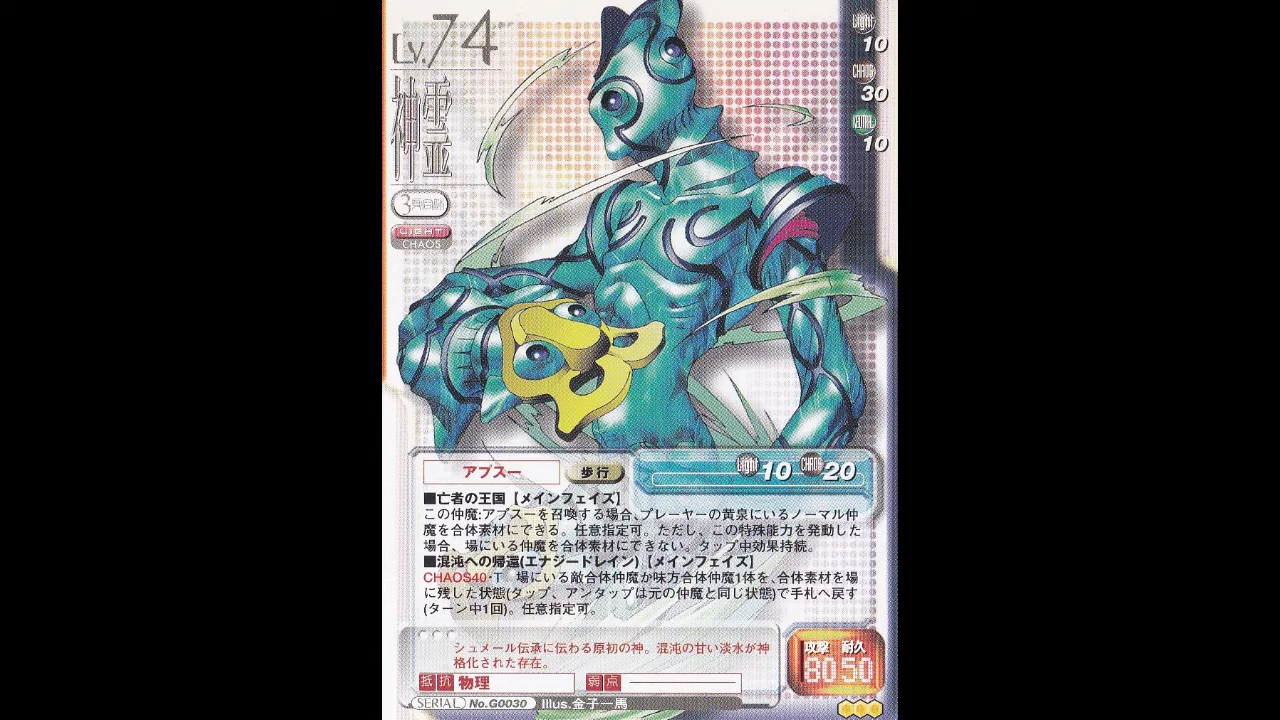 Lv.74
神霊
3身合体
LIGHT
CHAOS
Light
10
CHAOS
30
NEUTRAL
10
アプスー
歩行
Light 10 CHAOS 20
■亡者の王国【メインフェイズ】
この仲魔:アプスーを召喚する場合、プレーヤーの黄泉にいるノーマル仲
魔を合体素材にできる。任意指定可。ただし、この特殊能力を発動した
場合、場にいる仲魔を合体素材にできない。タップ中効果持続。
■混沌への帰還(エナジードレイン)【メインフェイズ】
CHAOS40・T 場にいる敵合体仲魔か味方合体仲魔1体を、合体素材を場
に残した状態(タップ、アンタップは元の仲魔と同じ状態)で手札へ戻す
(ターン中1回)。任意指定可。
シュメール伝承に伝わる原初の神。混沌の甘い淡水が神
格化された存在。
攻撃 耐久
80 50
抵抗 物理
弱点
SERIAL No.G0030 Illus.金子一馬